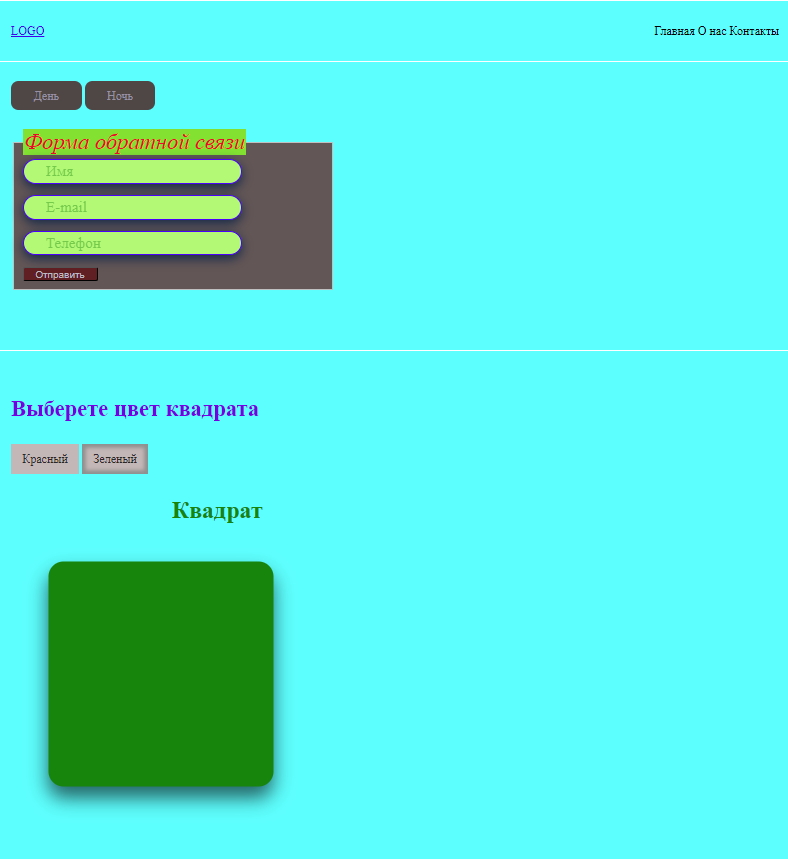 LOGO
Главная О нас Контакты
День Ночь
Форма обратной связи
Имя
E-mail
Телефон
Отправить
Выберете цвет квадрата
Красный Зеленый
Квадрат